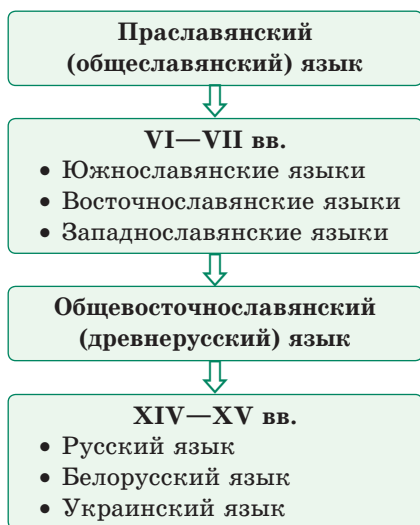 Праславянский
(общеславянский) язык
VI—VII вв.
• Южнославянские языки
• Восточнославянские языки
• Западнославянские языки
Общевосточнославянский
(древнерусский) язык
XIV—XV вв.
• Русский язык
• Белорусский язык
• Украинский язык